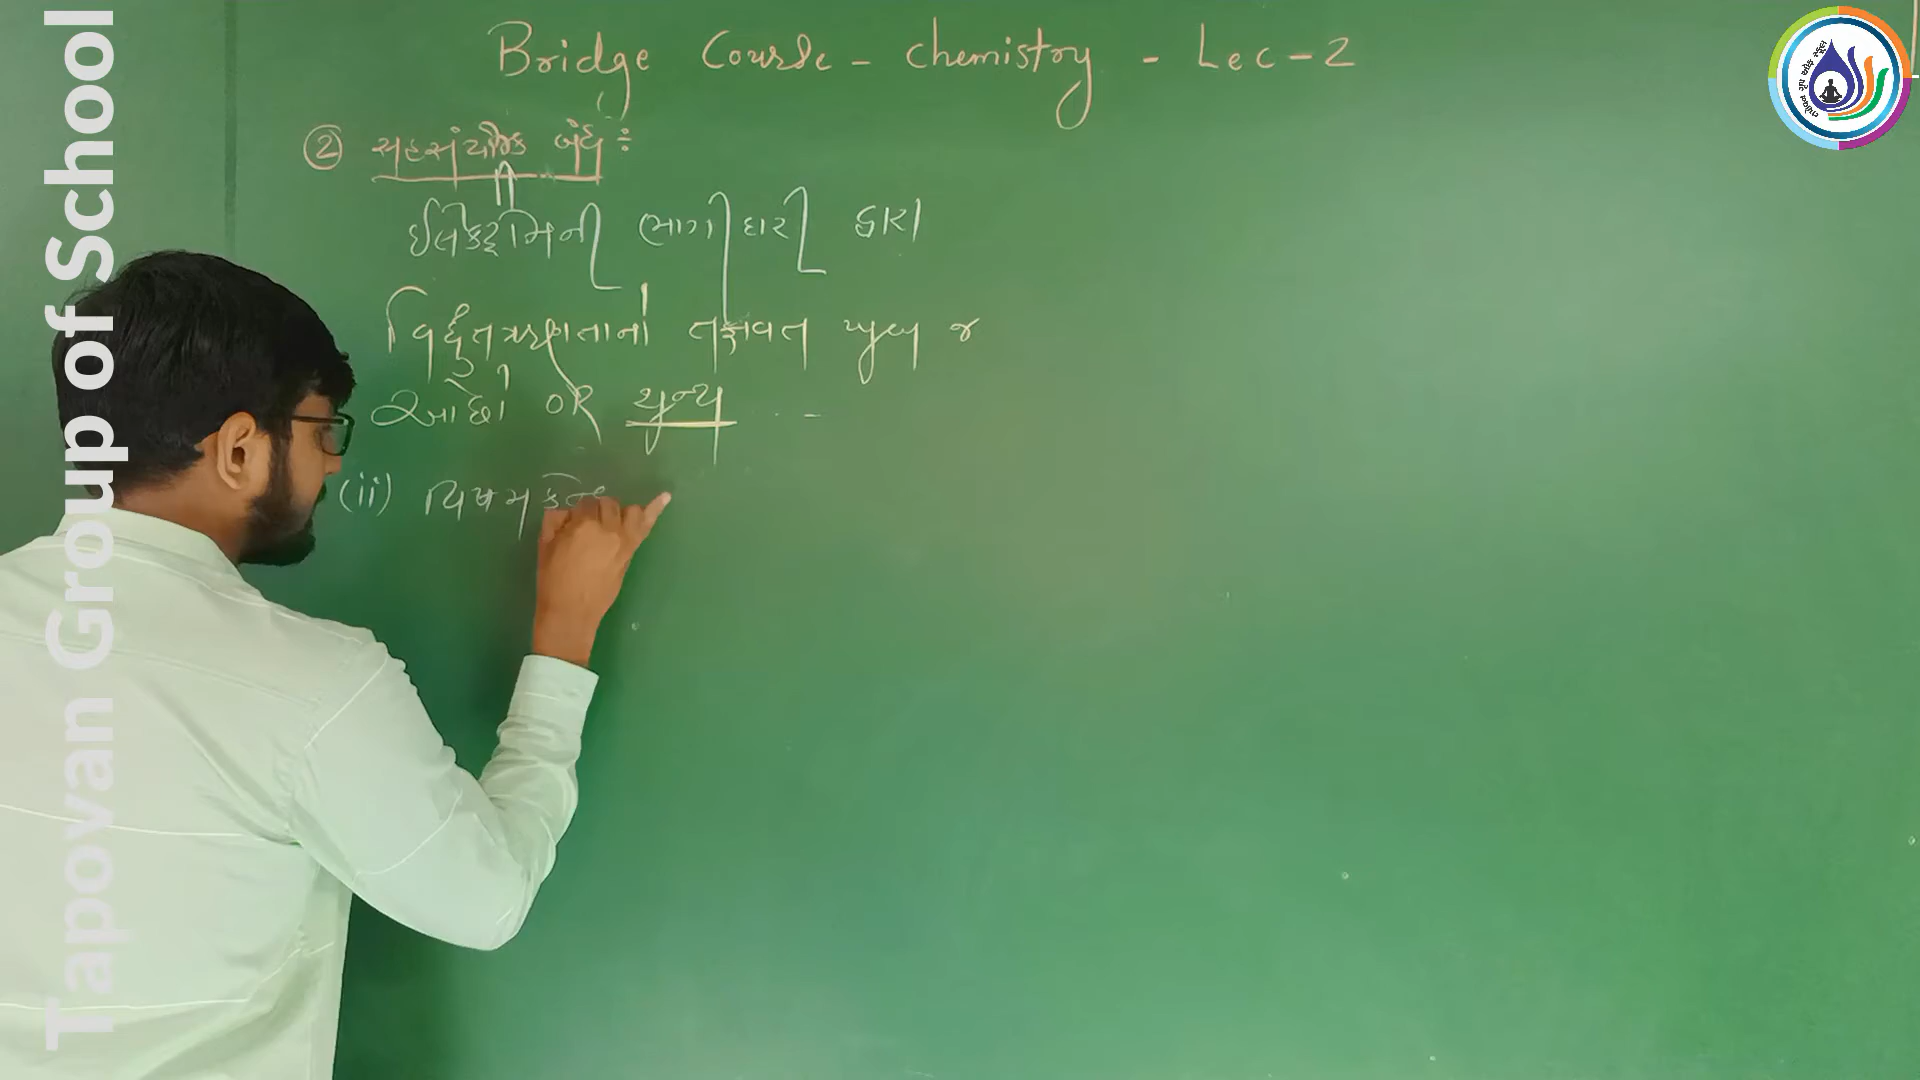 Bridge Course - Chemistry - Lec - 2
② સહસંયોજક બંધ :
ઈલેક્ટ્રોનની ભાગીદારી દ્વારા
વિદ્યુતઋણતાનો તફાવત ખુબ જ
ઓછો OR શૂન્ય
(ii) વિષમકેન્
Tapovan Group of School